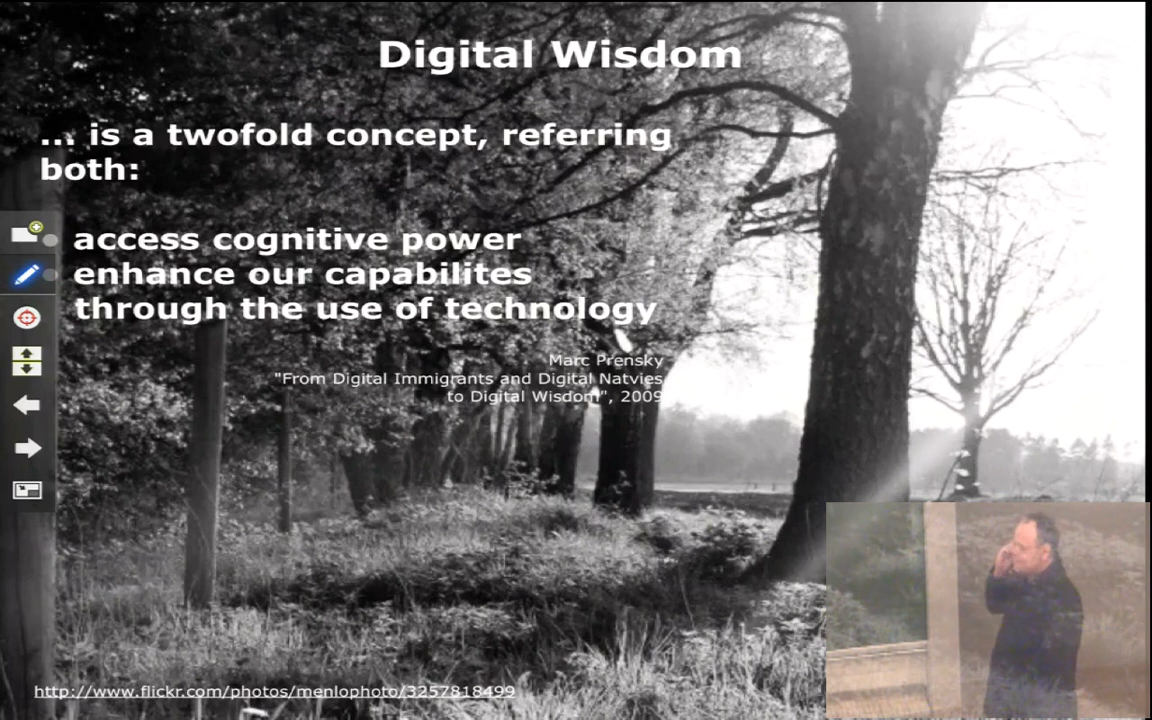 Digital Wisdom
... is a twofold concept, referring
both:
access cognitive power
enhance our capabilites
through the use of technology
Marc Prensky
"From Digital Immigrants and Digital Natvies
to Digital Wisdom", 2009
http://www.flickr.com/photos/menlophoto/3257818499